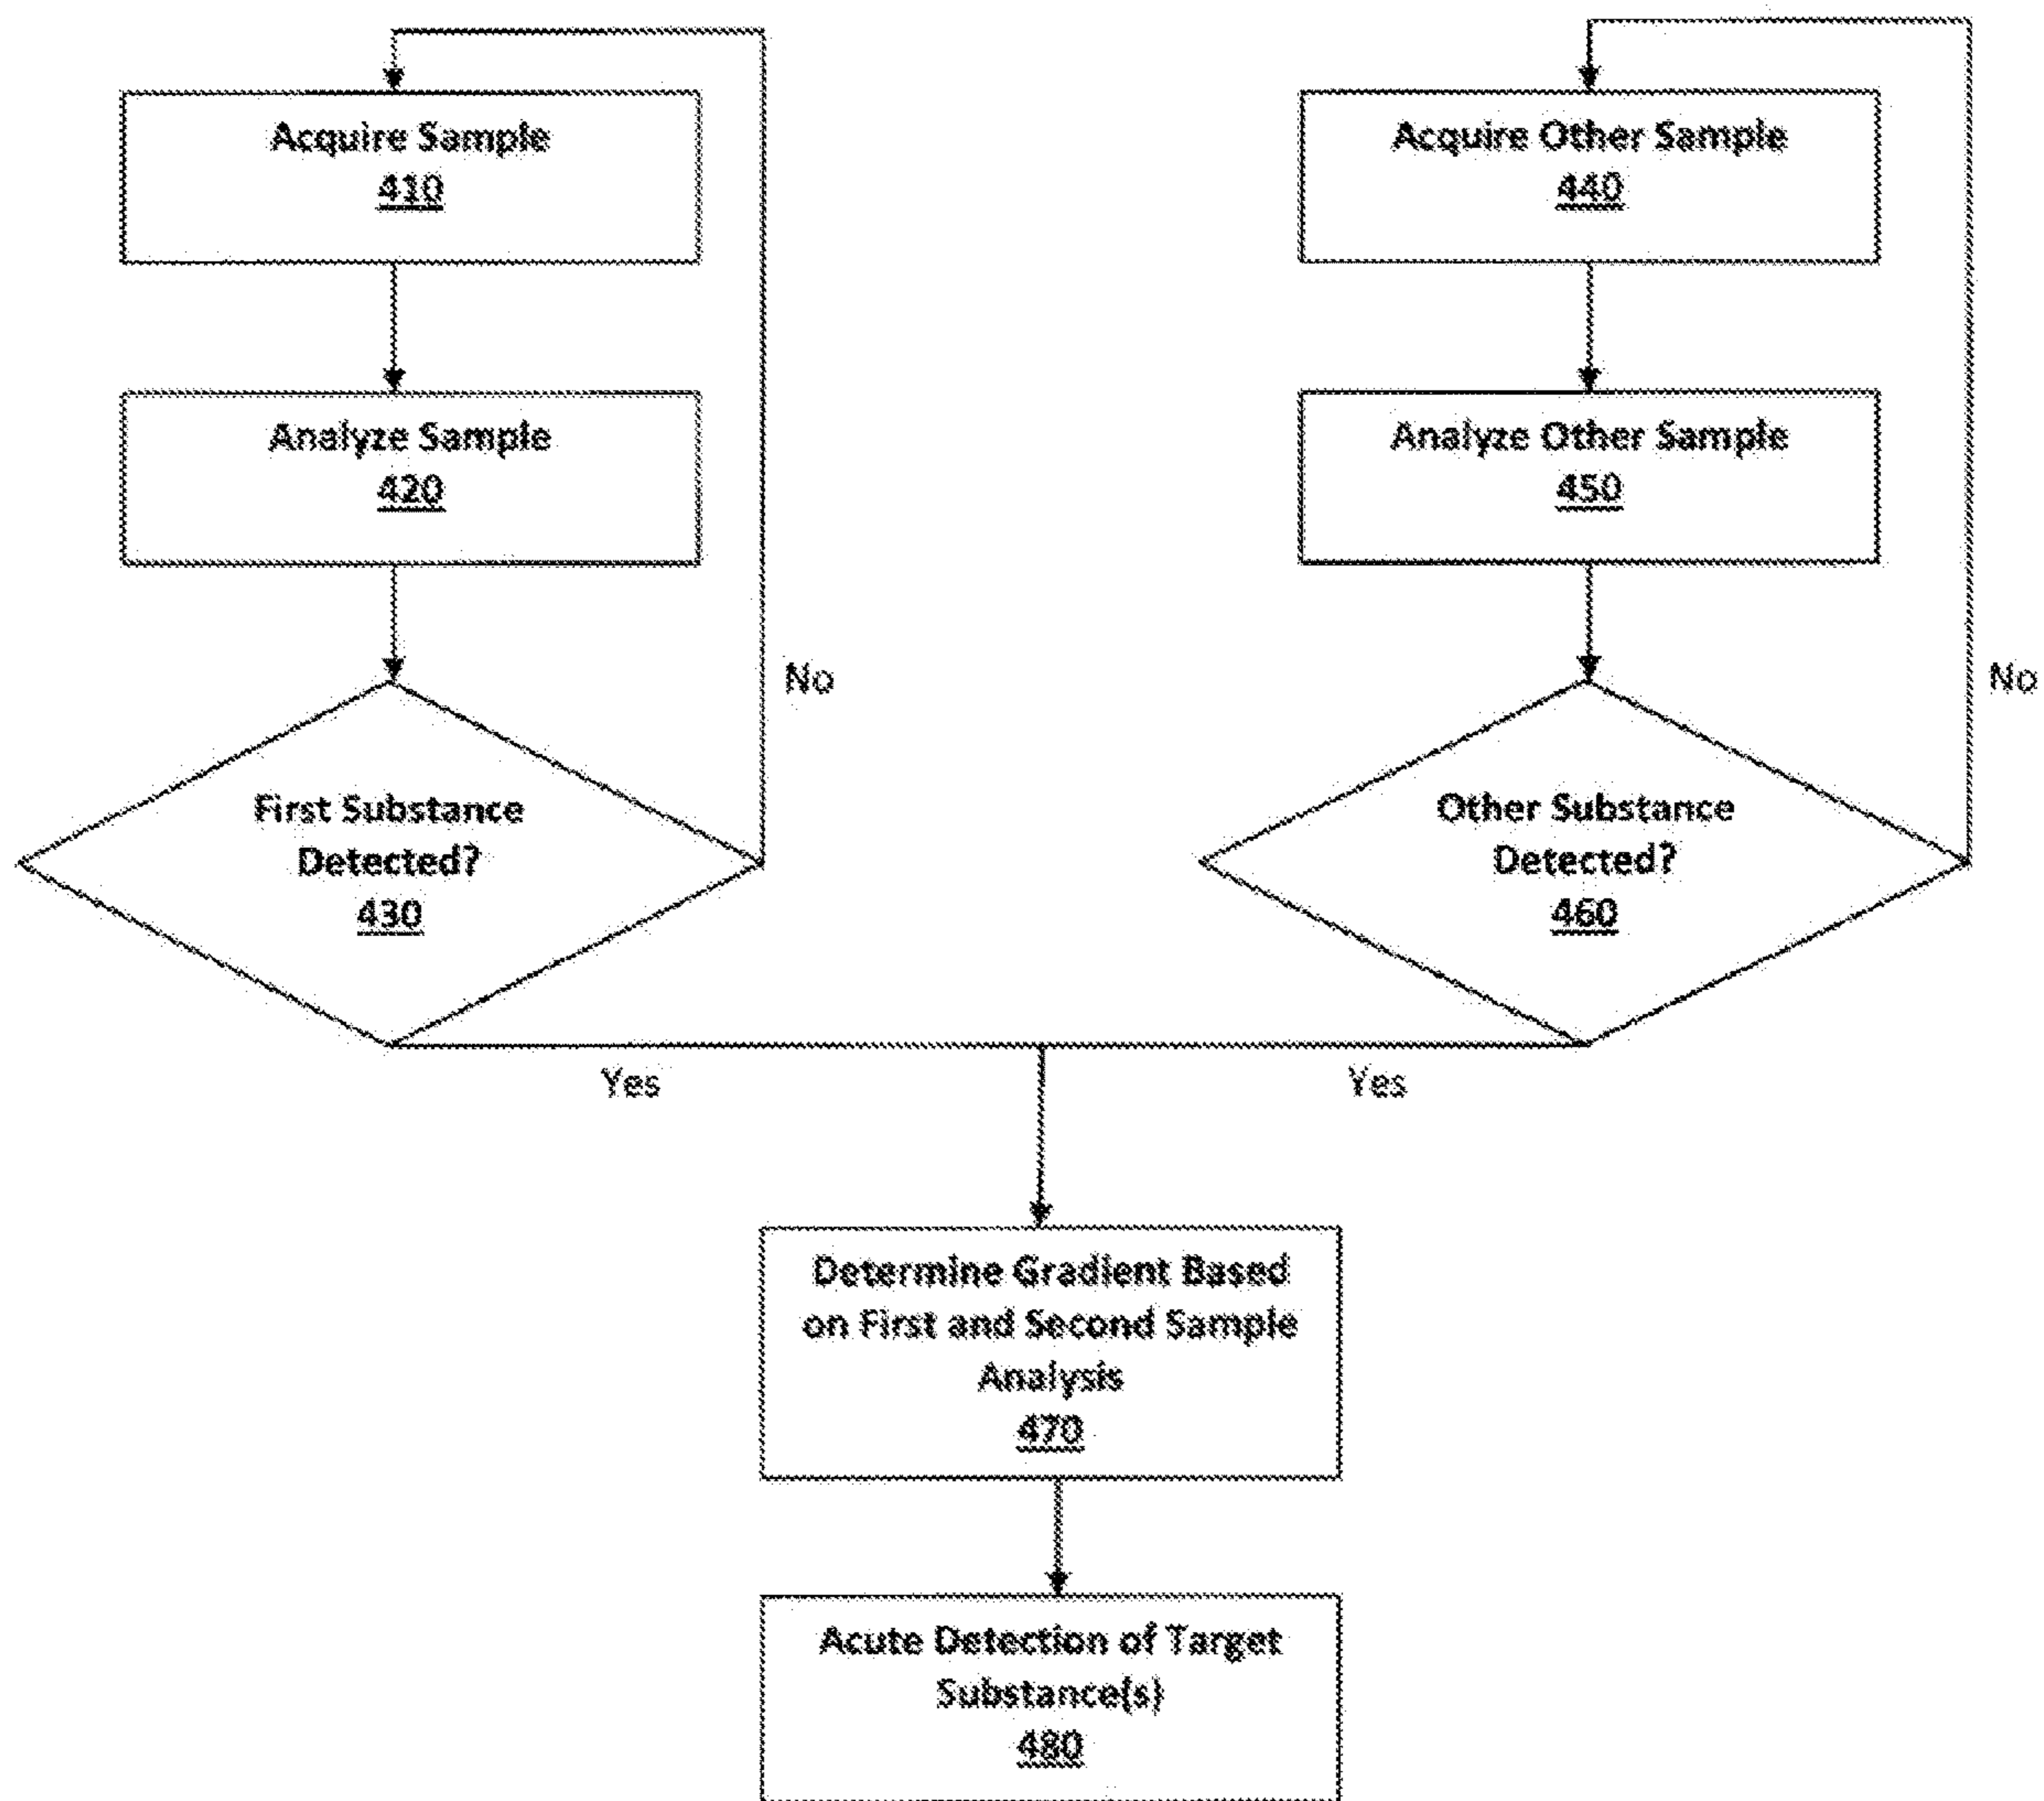 Acquire Sample
410
Acquire Other Sample
440
Analyze Sample
420
Analyze Other Sample
450
No
No
First Substance
Detected?
430
Other Substance
Detected?
460
Yes
Yes
Determine Gradient Based
on First and Second Sample
Analysis
470
Acute Detection of Target
Substance(s)
480